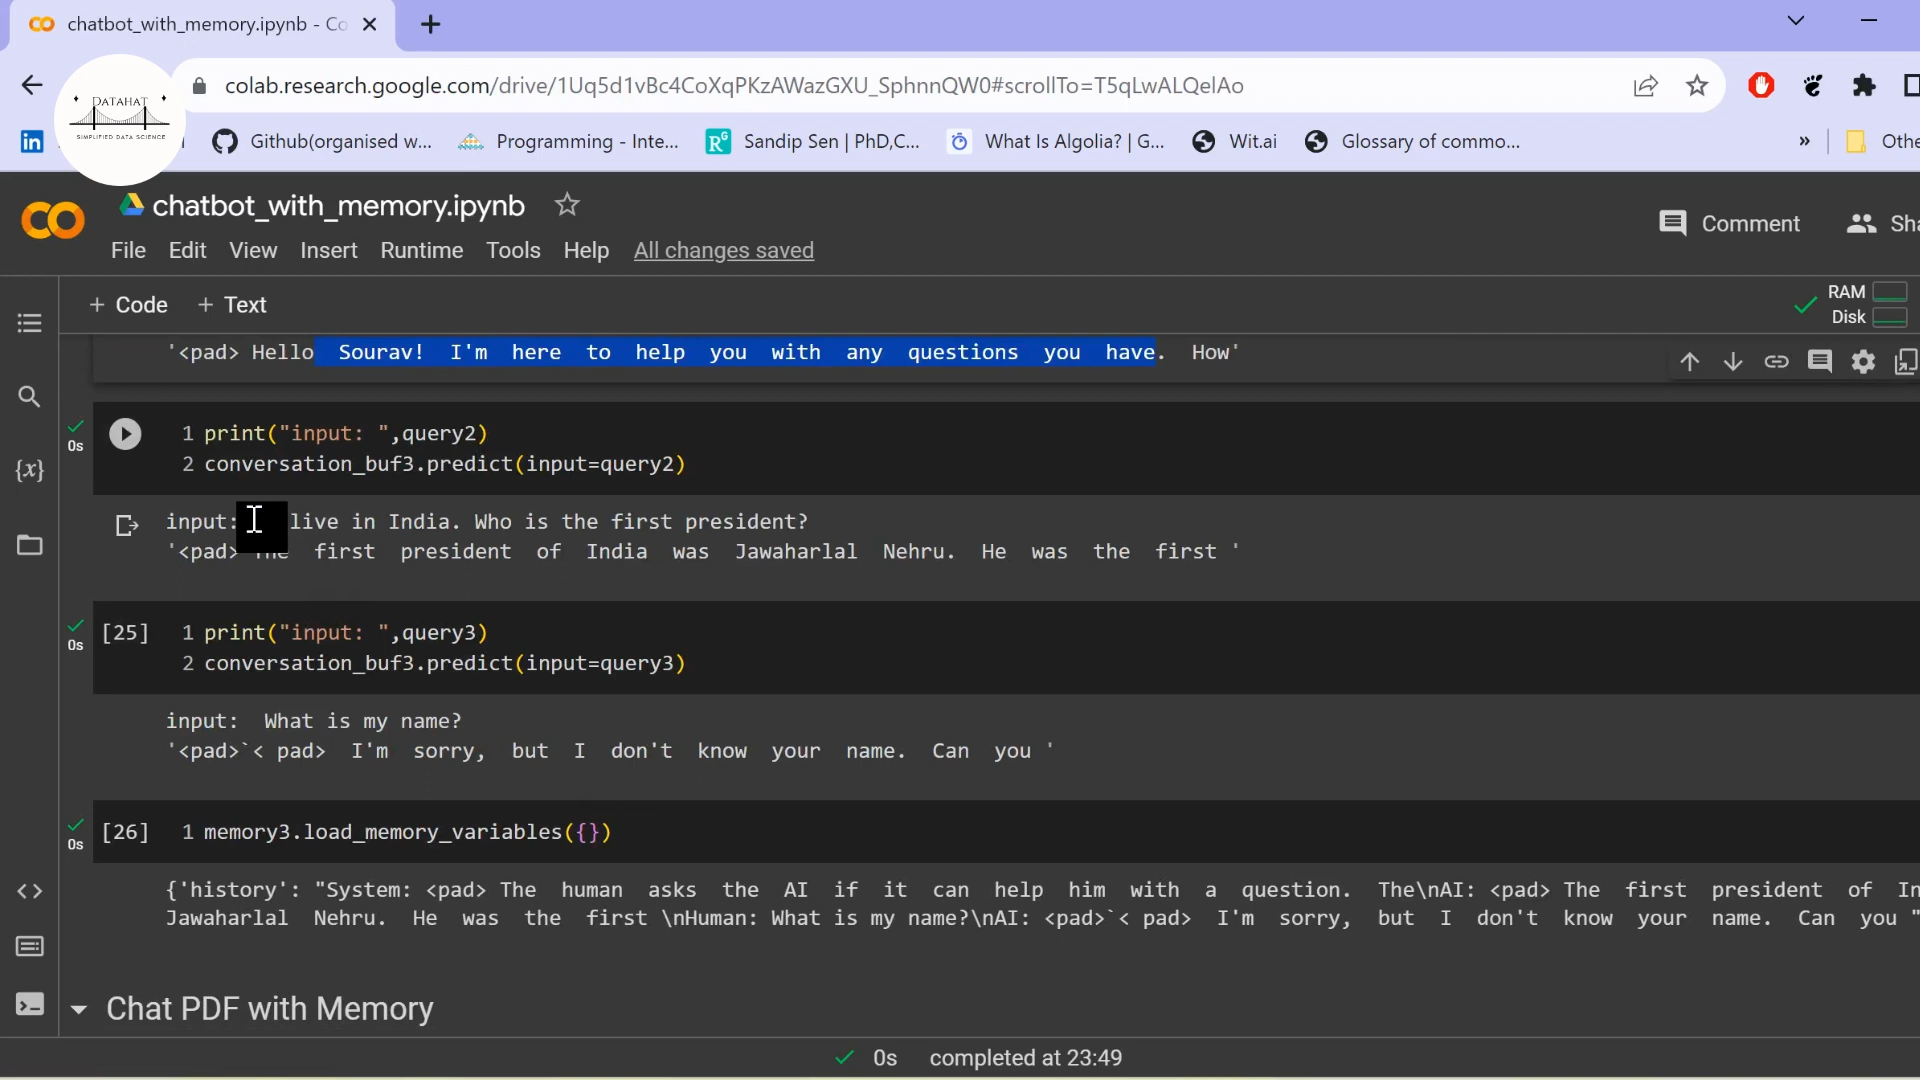 chatbot_with_memory.ipynb - Co
colab.research.google.com/drive/1Uq5d1vBc4CoXqPKzAWazGXU_SphnnQW0#scrollTo=T5qLwALQelAo
DATAHAT
SIMPLIFIED DATA SCIENCE
in
Github(organised w...
Programming - Inte...
RG
Sandip Sen | PhD,C...
What Is Algolia? | G...
Wit.ai
Glossary of commo...
»
Othe
chatbot_with_memory.ipynb
Comment
Sha
File Edit View Insert Runtime Tools Help All changes saved
+ Code + Text
RAM
Disk
'<pad> Hello Sourav! I'm here to help you with any questions you have. How'
0s
1 print("input: ",query2)
2 conversation_buf3.predict(input=query2)
input: live in India. Who is the first president?
'<pad> The first president of India was Jawaharlal Nehru. He was the first '
0s
[25]
1 print("input: ",query3)
2 conversation_buf3.predict(input=query3)
input: What is my name?
'<pad>`< pad> I'm sorry, but I don't know your name. Can you '
0s
[26]
1 memory3.load_memory_variables({})
{'history': "System: <pad> The human asks the AI if it can help him with a question. The\nAI: <pad> The first president of In
Jawaharlal Nehru. He was the first \nHuman: What is my name?\nAI: <pad>`< pad> I'm sorry, but I don't know your name. Can you "
Chat PDF with Memory
0s completed at 23:49
{x}